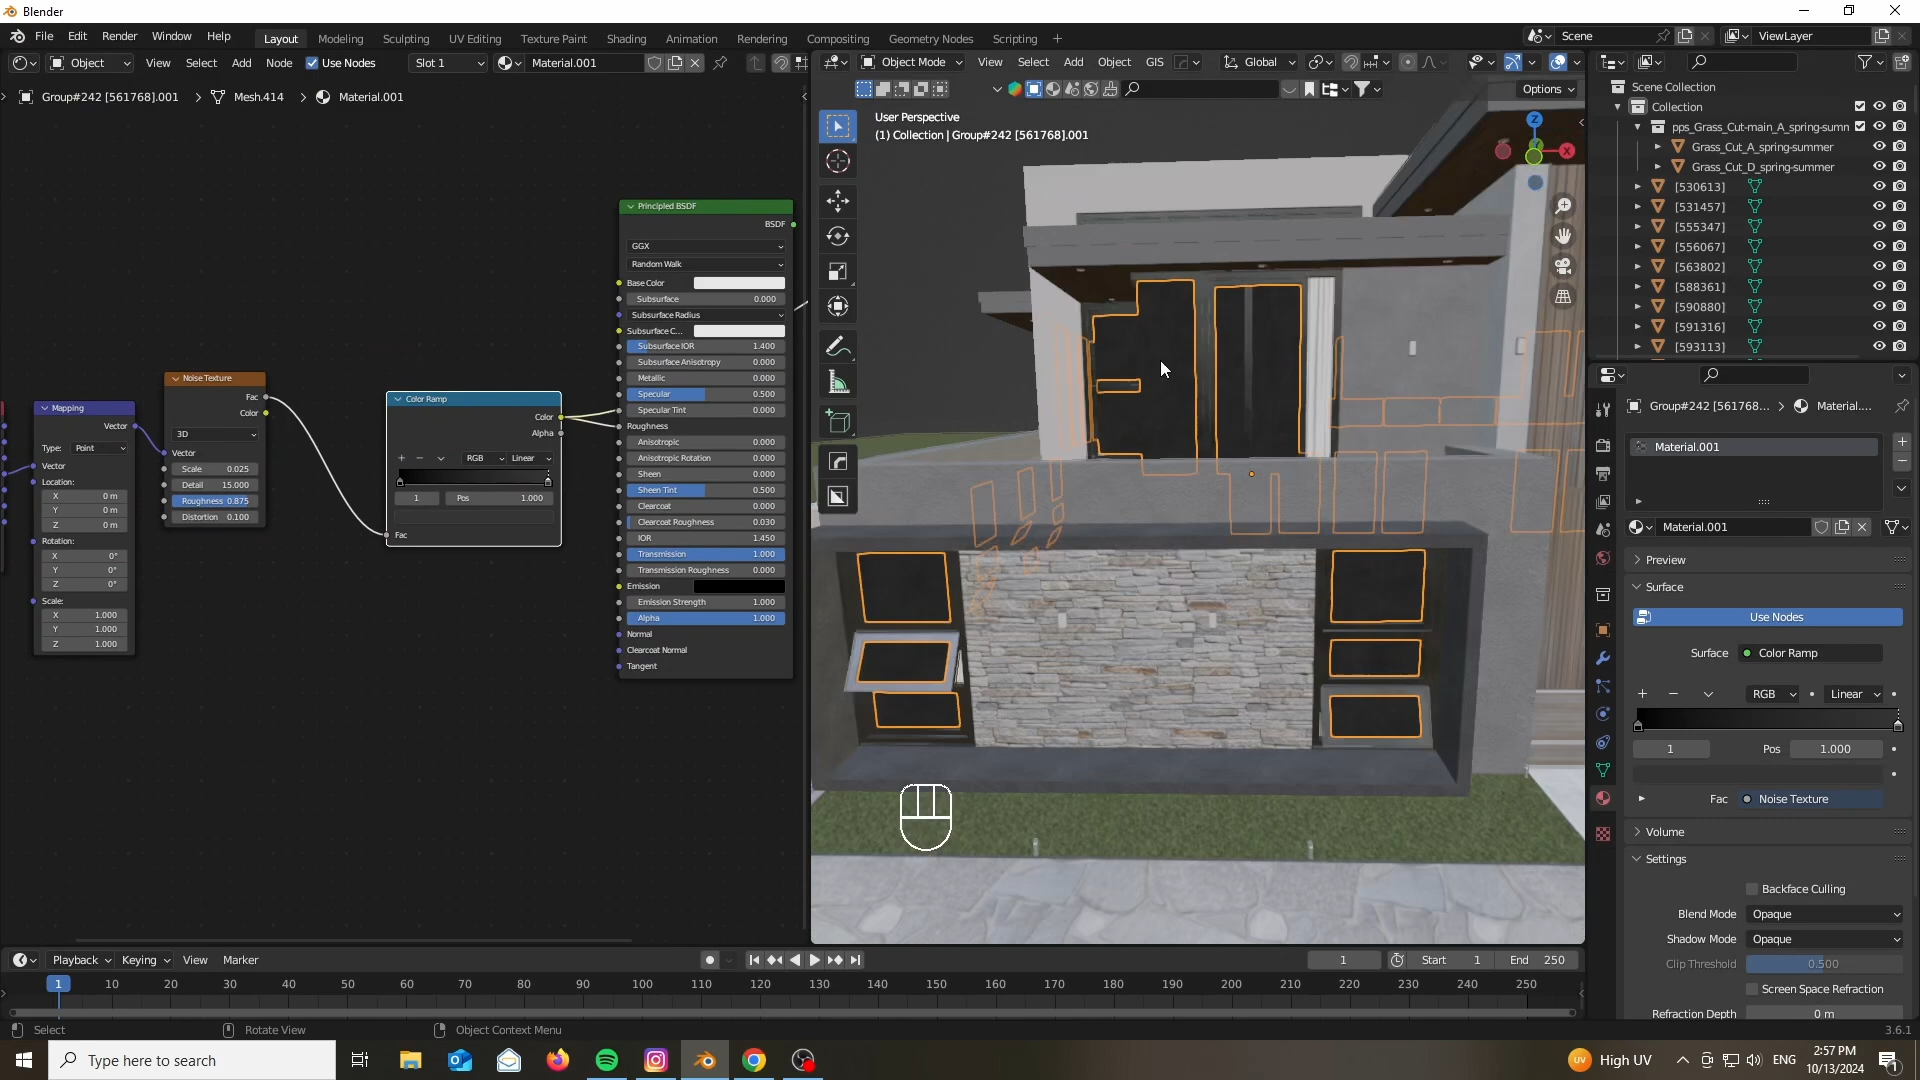 Blender
File Edit Render Window Help
Layout Modeling Sculpting UV Editing Texture Paint Shading Animation Rendering Compositing Geometry Nodes Scripting +
Scene
ViewLayer
Object View Select Add Node Use Nodes Slot 1 Material.001
Object Mode View Select Add Object GIS Global
Group#242 [561768].001 > Mesh.414 > Material.001
Options
User Perspective
(1) Collection | Group#242 [561768].001
Z
X
Scene Collection
Collection
pps_Grass_Cut-main_A_spring-sumn
Grass_Cut_A_spring-summer
Grass_Cut_D_spring-summer
[530613]
[531457]
[555347]
[556067]
[563802]
[588361]
[590880]
[591316]
[593113]
Mapping
Vector
Type: Point
Vector
Location:
X 0 m
Y 0 m
Z 0 m
Rotation:
X 0°
Y 0°
Z 0°
Scale:
X 1.000
Y 1.000
Z 1.000
Noise Texture
Fac
Color
3D
Vector
Scale 0.025
Detail 15.000
Roughness 0.875
Distortion 0.100
Color Ramp
Color
Alpha
+ − RGB Linear
1 Pos 1.000
Fac
Principled BSDF
BSDF
GGX
Random Walk
Base Color
Subsurface 0.000
Subsurface Radius
Subsurface C...
Subsurface IOR 1.400
Subsurface Anisotropy 0.000
Metallic 0.000
Specular 0.500
Specular Tint 0.000
Roughness
Anisotropic 0.000
Anisotropic Rotation 0.000
Sheen 0.000
Sheen Tint 0.500
Clearcoat 0.000
Clearcoat Roughness 0.030
IOR 1.450
Transmission 1.000
Transmission Roughness 0.000
Emission
Emission Strength 1.000
Alpha 1.000
Normal
Clearcoat Normal
Tangent
Group#242 [561768... > Material....
Material.001
Material.001
Preview
Surface
Use Nodes
Surface Color Ramp
+ − RGB Linear
1 Pos 1.000
Fac Noise Texture
Volume
Settings
Backface Culling
Blend Mode Opaque
Shadow Mode Opaque
Clip Threshold 0.500
Screen Space Refraction
Refraction Depth 0 m
Playback Keying View Marker
1 Start 1 End 250
1 10 20 30 40 50 60 70 80 90 100 110 120 130 140 150 160 170 180 190 200 210 220 230 240 250
Select Rotate View Object Context Menu
3.6.1
Type here to search
UV High UV
ENG
2:57 PM
10/13/2024
1